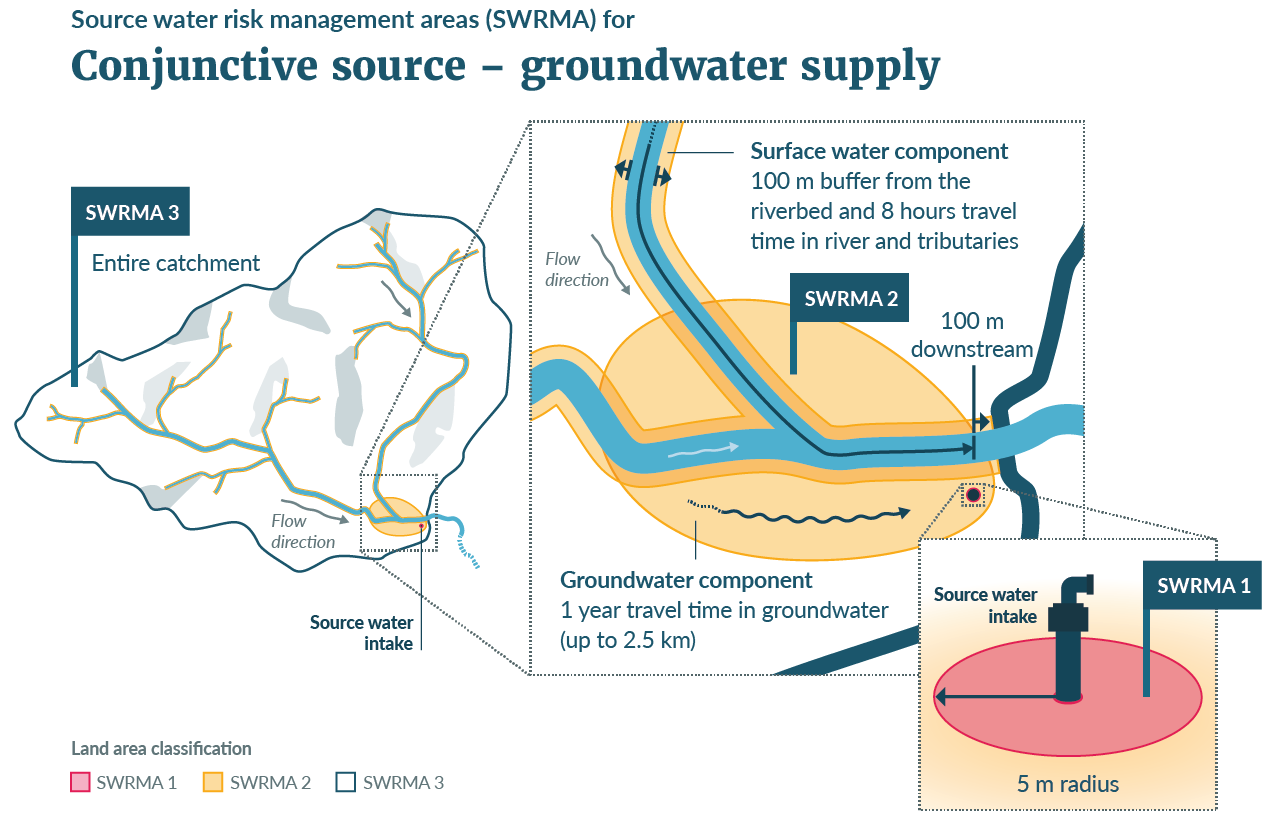 Source water risk management areas (SWRMA) for
Conjunctive source – groundwater supply
SWRMA 3
Entire catchment
Flow
direction
Source water
intake
Surface water component
100 m buffer from the
riverbed and 8 hours travel
time in river and tributaries
Flow
direction
SWRMA 2
100 m
downstream
Groundwater component
1 year travel time in groundwater
(up to 2.5 km)
Source water
intake
SWRMA 1
5 m radius
Land area classification
SWRMA 1
SWRMA 2
SWRMA 3